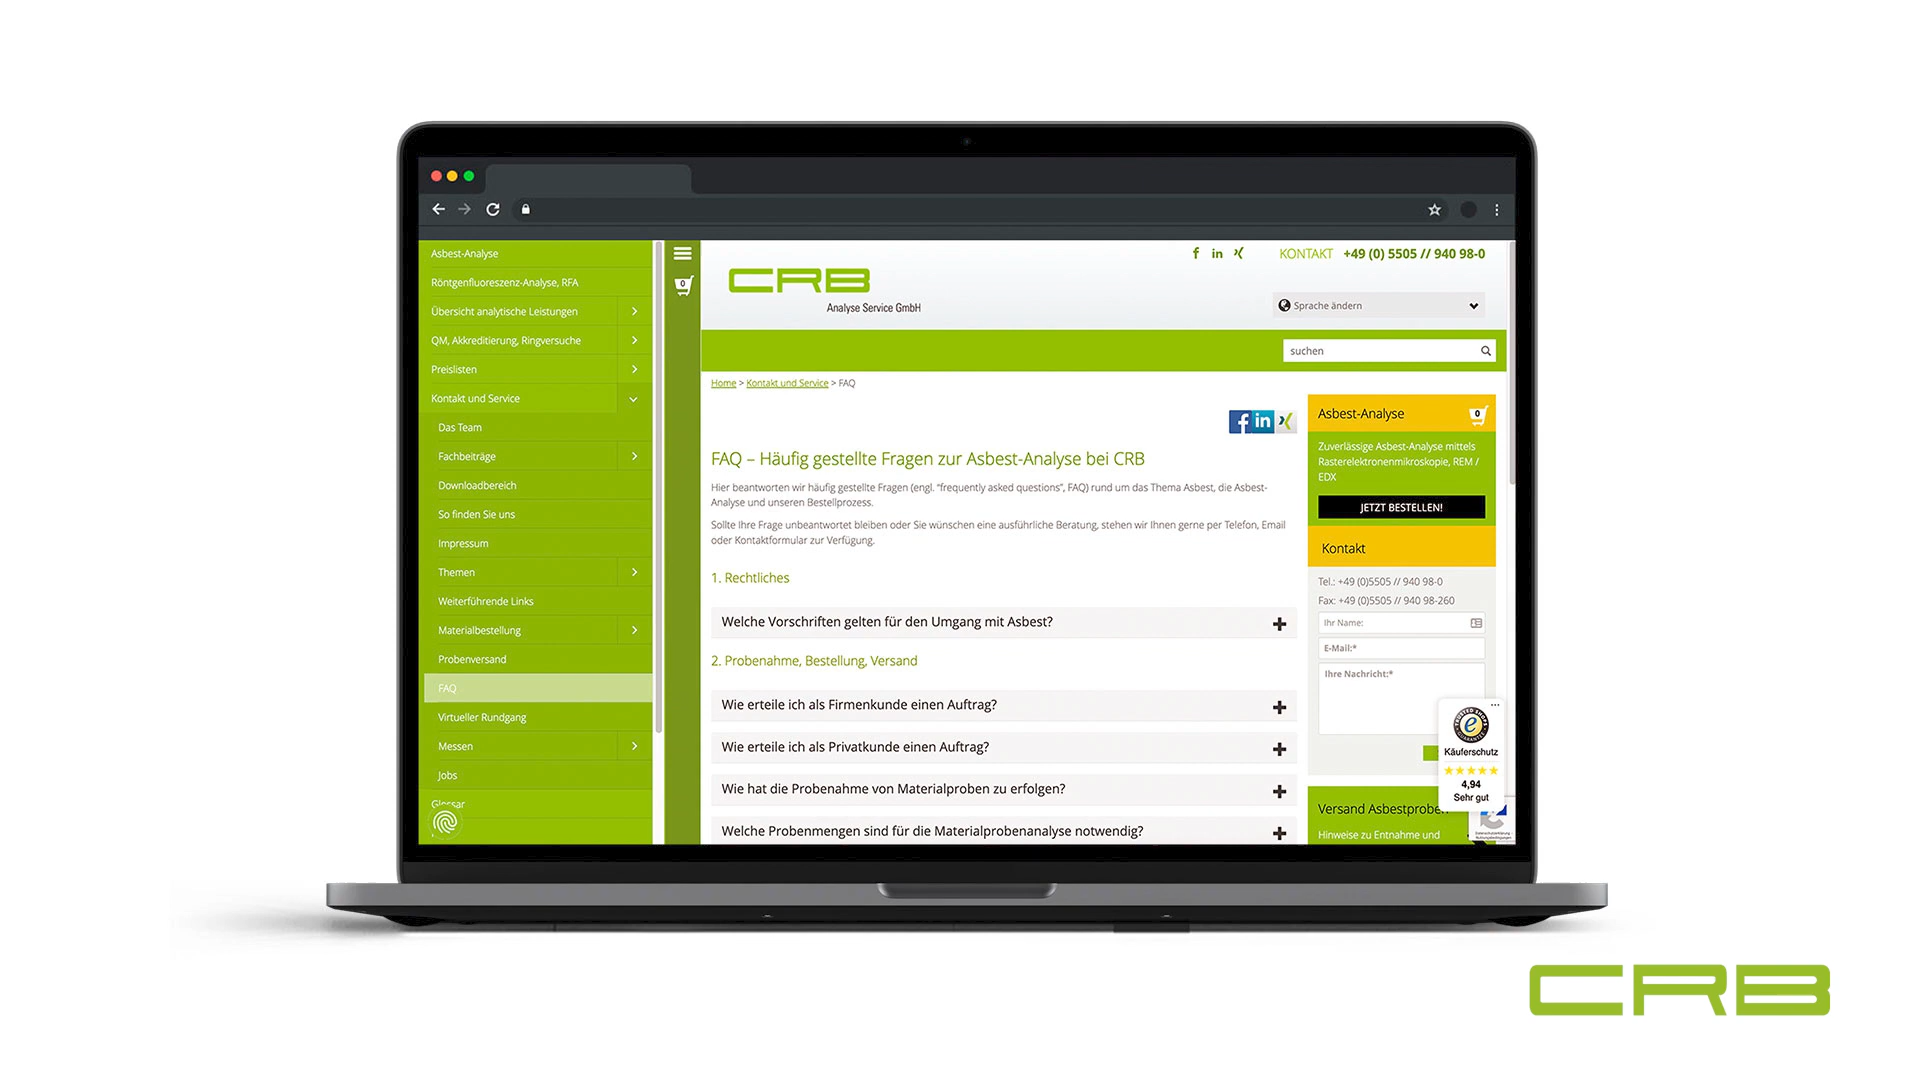 Asbest-Analyse
Röntgenfluoreszenz-Analyse, RFA
Übersicht analytische Leistungen
QM, Akkreditierung, Ringversuche
Preislisten
Kontakt und Service
Das Team
Fachbeiträge
Downloadbereich
So finden Sie uns
Impressum
Themen
Weiterführende Links
Materialbestellung
Probenversand
FAQ
Virtueller Rundgang
Messen
Jobs
Glossar
0
KONTAKT +49 (0) 5505 // 940 98-0
CRB
Analyse Service GmbH
Sprache ändern
suchen
Home > Kontakt und Service > FAQ
FAQ – Häufig gestellte Fragen zur Asbest-Analyse bei CRB
Hier beantworten wir häufig gestellte Fragen (engl. “frequently asked questions”, FAQ) rund um das Thema Asbest, die Asbest-
Analyse und unseren Bestellprozess.
Sollte Ihre Frage unbeantwortet bleiben oder Sie wünschen eine ausführliche Beratung, stehen wir Ihnen gerne per Telefon, Email
oder Kontaktformular zur Verfügung.
1. Rechtliches
Welche Vorschriften gelten für den Umgang mit Asbest?
2. Probenahme, Bestellung, Versand
Wie erteile ich als Firmenkunde einen Auftrag?
Wie erteile ich als Privatkunde einen Auftrag?
Wie hat die Probenahme von Materialproben zu erfolgen?
Welche Probenmengen sind für die Materialprobenanalyse notwendig?
Asbest-Analyse
0
Zuverlässige Asbest-Analyse mittels
Rasterelektronenmikroskopie, REM /
EDX
JETZT BESTELLEN!
Kontakt
Tel.: +49 (0)5505 // 940 98-0
Fax: +49 (0)5505 // 940 98-260
Ihr Name:
E-Mail:*
Ihre Nachricht:*
TRUSTED SHOPS
GUARANTEE
Käuferschutz
4,94
Sehr gut
Versand Asbestproben
Hinweise zu Entnahme und
CRB